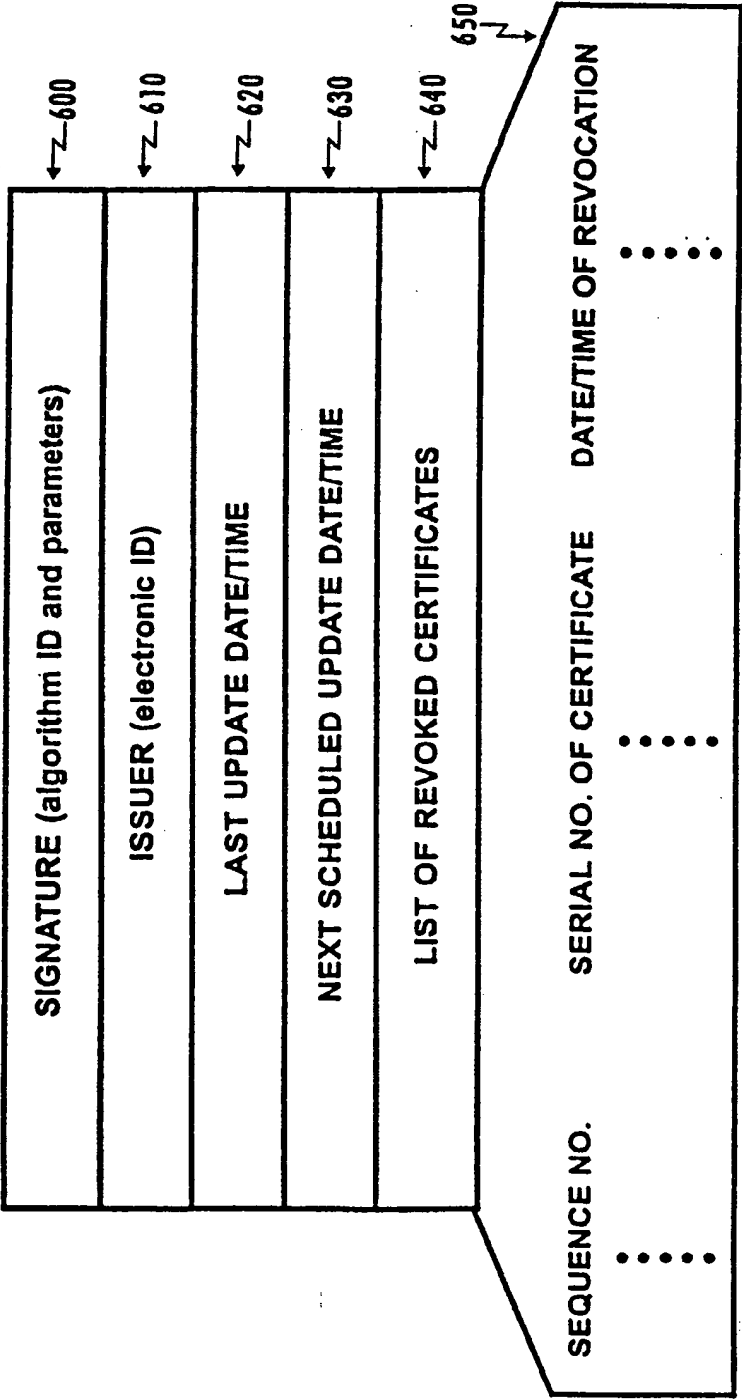 SIGNATURE (algorithm ID and parameters) 600
ISSUER (electronic ID) 610
LAST UPDATE DATE/TIME 620
NEXT SCHEDULED UPDATE DATE/TIME 630
LIST OF REVOKED CERTIFICATES 640
650
SEQUENCE NO. SERIAL NO. OF CERTIFICATE DATE/TIME OF REVOCATION